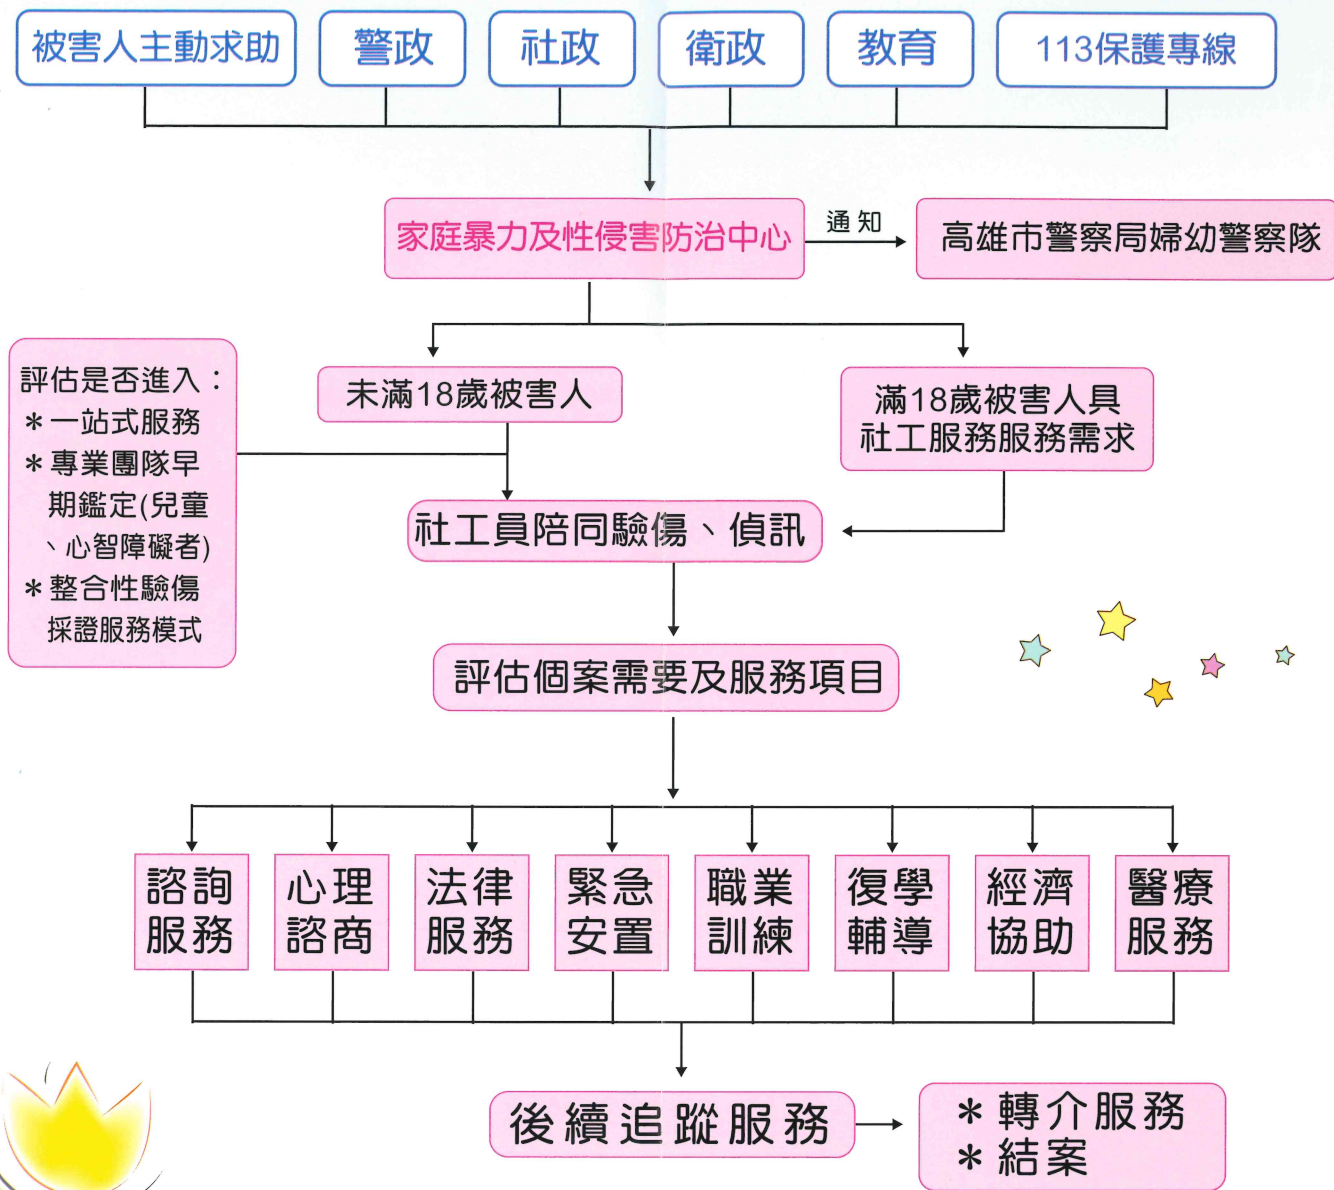 被害人主動求助
警政
社政
衛政
教育
113保護專線
家庭暴力及性侵害防治中心
通知
高雄市警察局婦幼警察隊
評估是否進入：
＊一站式服務
＊專業團隊早
期鑑定(兒童
、心智障礙者)
＊整合性驗傷
採證服務模式
未滿18歲被害人
滿18歲被害人具
社工服務服務需求
社工員陪同驗傷、偵訊
評估個案需要及服務項目
諮詢
服務
心理
諮商
法律
服務
緊急
安置
職業
訓練
復學
輔導
經濟
協助
醫療
服務
後續追蹤服務
＊轉介服務
＊結案